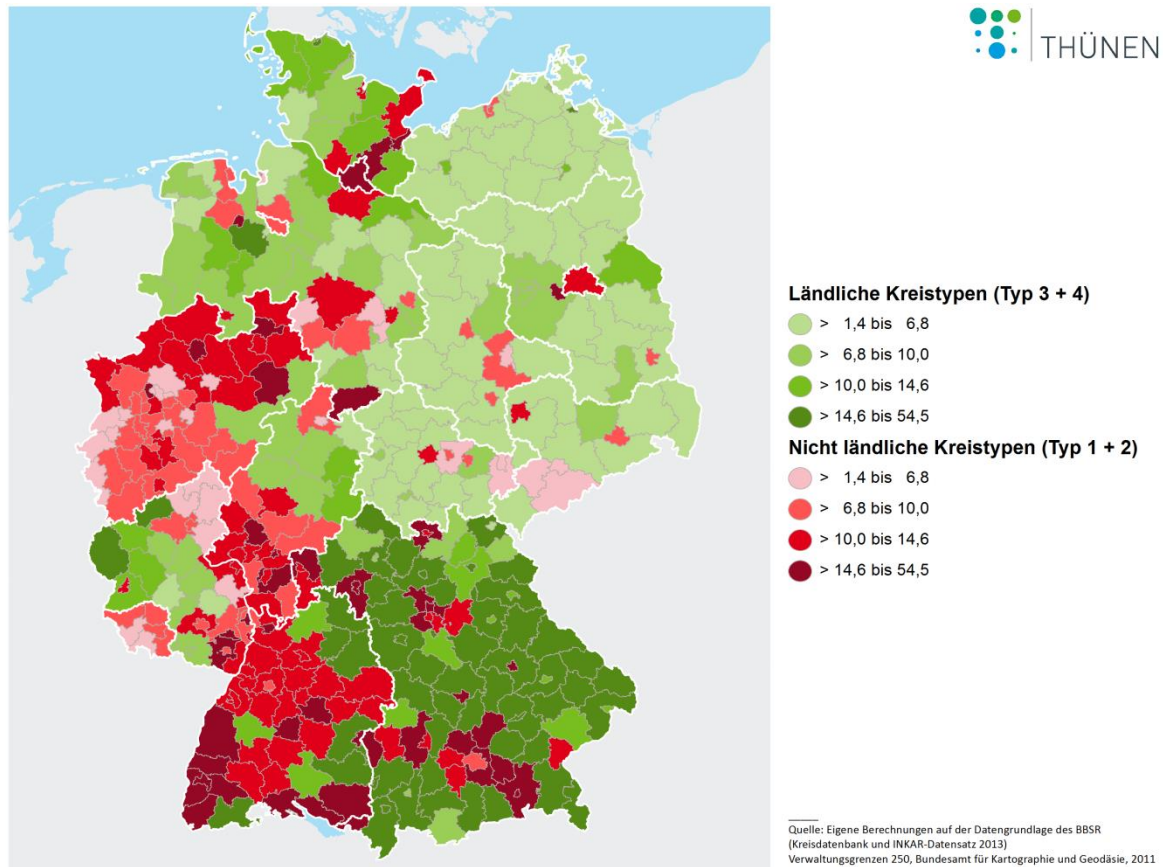 THÜNEN
Ländliche Kreistypen (Typ 3 + 4)
> 1,4 bis 6,8
> 6,8 bis 10,0
> 10,0 bis 14,6
> 14,6 bis 54,5
Nicht ländliche Kreistypen (Typ 1 + 2)
> 1,4 bis 6,8
> 6,8 bis 10,0
> 10,0 bis 14,6
> 14,6 bis 54,5
Quelle: Eigene Berechnungen auf der Datengrundlage des BBSR
(Kreisdatenbank und INKAR-Datensatz 2013)
Verwaltungsgrenzen 250, Bundesamt für Kartographie und Geodäsie, 2011